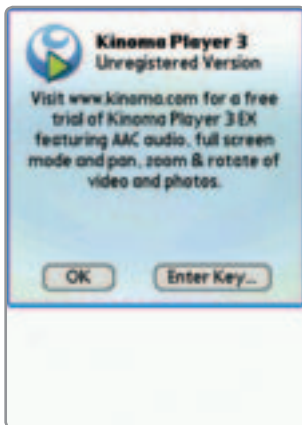 Kinoma Player 3
Unregistered Version
Visit www.kinoma.com for a free
trial of Kinoma Player 3 EX
featuring AAC audio, full screen
mode and pan, zoom & rotate of
video and photos.
OK
Enter Key...